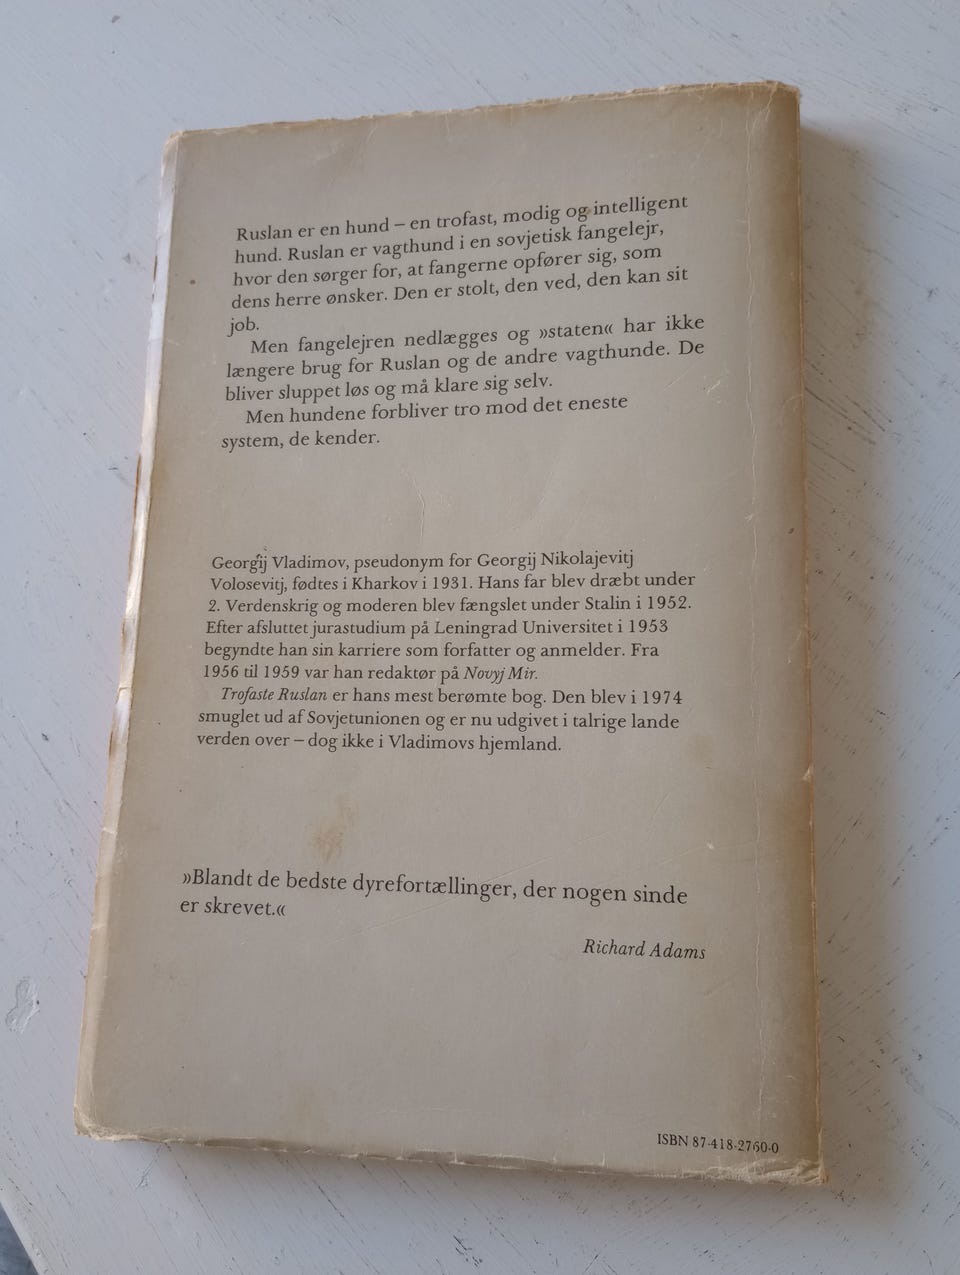 Ruslan er en hund – en trofast, modig og intelligent
hund. Ruslan er vagthund i en sovjetisk fangelejr,
hvor den sørger for, at fangerne opfører sig, som
dens herre ønsker. Den er stolt, den ved, den kan sit
job.
Men fangelejren nedlægges og »staten« har ikke
længere brug for Ruslan og de andre vagthunde. De
bliver sluppet løs og må klare sig selv.
Men hundene forbliver tro mod det eneste
system, de kender.
Georgij Vladimov, pseudonym for Georgij Nikolajevitj
Volosevitj, fødtes i Kharkov i 1931. Hans far blev dræbt under
2. Verdenskrig og moderen blev fængslet under Stalin i 1952.
Efter afsluttet jurastudium på Leningrad Universitet i 1953
begyndte han sin karriere som forfatter og anmelder. Fra
1956 til 1959 var han redaktør på Novyj Mir.
Trofaste Ruslan er hans mest berømte bog. Den blev i 1974
smuglet ud af Sovjetunionen og er nu udgivet i talrige lande
verden over – dog ikke i Vladimovs hjemland.
»Blandt de bedste dyrefortællinger, der nogen sinde
er skrevet.«
Richard Adams
ISBN 87-418-2760-0